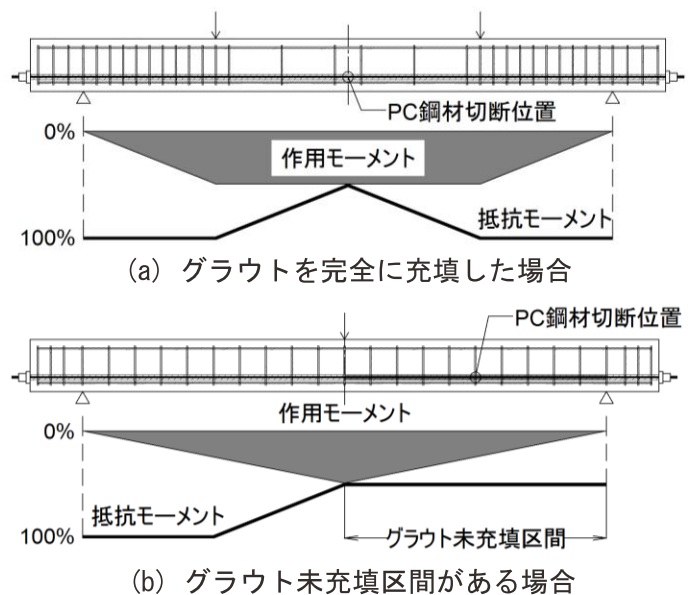 PC鋼材切断位置
0%
作用モーメント
抵抗モーメント
100%
(a) グラウトを完全に充填した場合
PC鋼材切断位置
作用モーメント
0%
抵抗モーメント
100%
グラウト未充填区間
(b) グラウト未充填区間がある場合